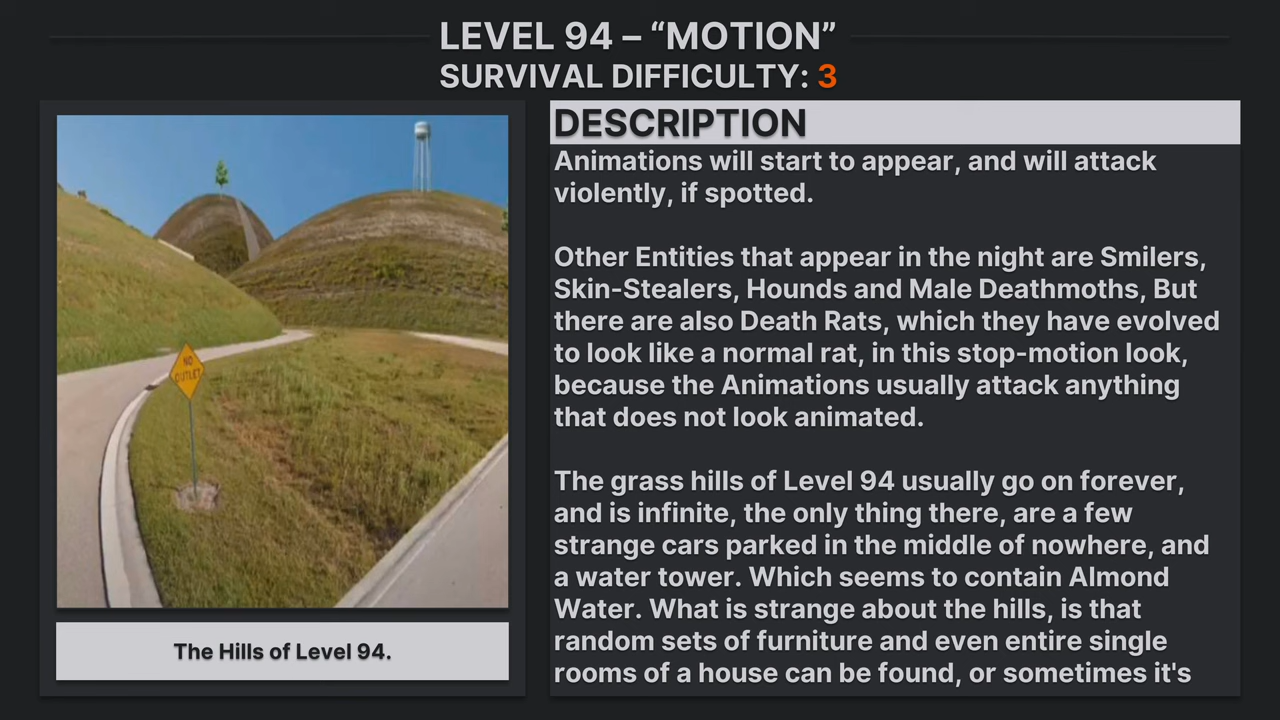 LEVEL 94 – “MOTION”
SURVIVAL DIFFICULTY: 3
NO
OUTLET
The Hills of Level 94.
DESCRIPTION
Animations will start to appear, and will attack
violently, if spotted.
Other Entities that appear in the night are Smilers,
Skin-Stealers, Hounds and Male Deathmoths, But
there are also Death Rats, which they have evolved
to look like a normal rat, in this stop-motion look,
because the Animations usually attack anything
that does not look animated.
The grass hills of Level 94 usually go on forever,
and is infinite, the only thing there, are a few
strange cars parked in the middle of nowhere, and
a water tower. Which seems to contain Almond
Water. What is strange about the hills, is that
random sets of furniture and even entire single
rooms of a house can be found, or sometimes it's